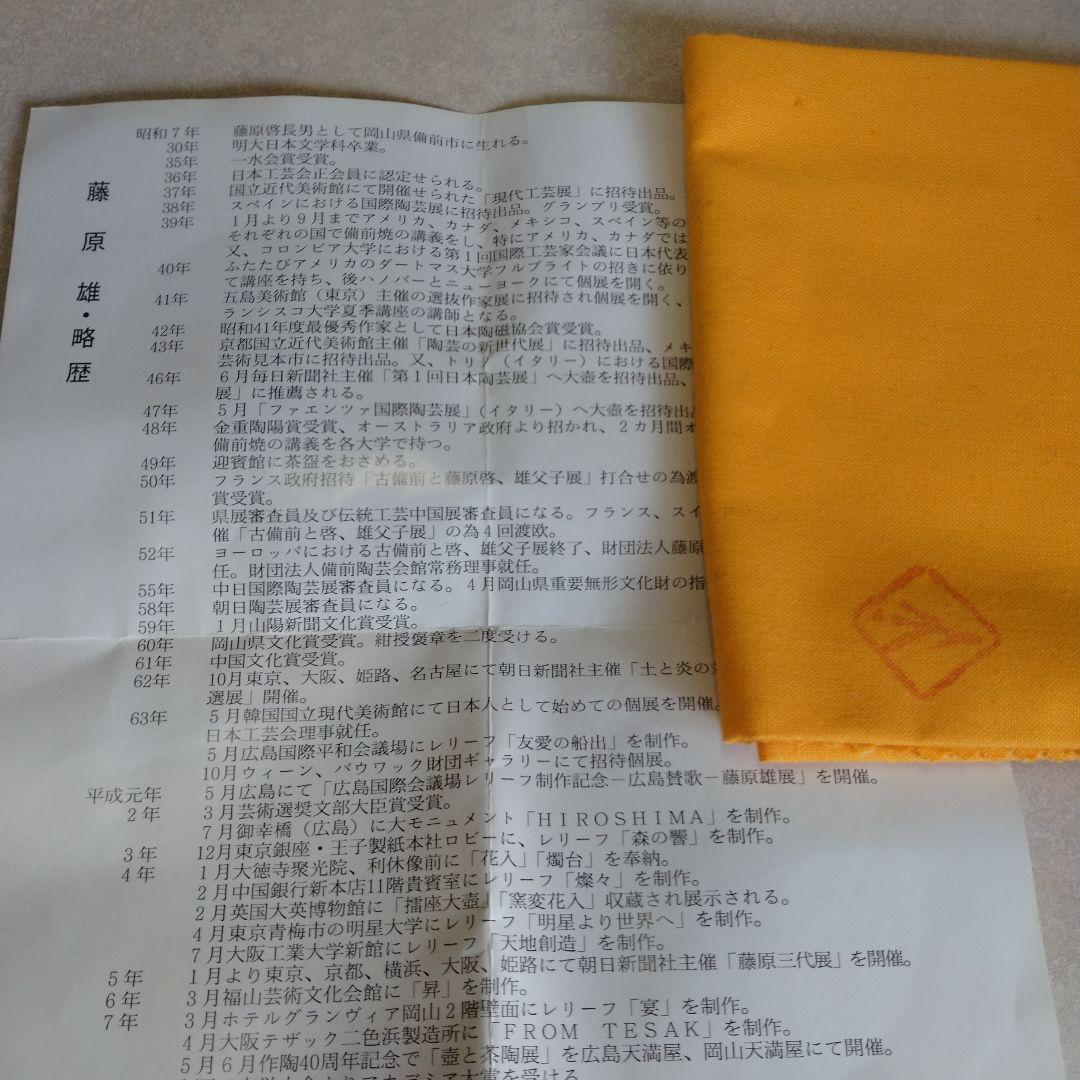 藤原雄・略歴
昭和7年 藤原啓長男として岡山県備前市に生れる。
30年 明大日本文学科卒業。
35年 一水会賞受賞。
36年 日本工芸会正会員に認定せられる。
37年 国立近代美術館にて開催せられた「現代工芸展」に招待出品。
38年 スペインにおける国際陶芸展に招待出品。グランプリ受賞。
39年 1月より9月までアメリカ、カナダ、メキシコ、スペイン等の
それぞれの国で備前焼の講義をし、特にアメリカ、カナダでは
又、コロンビア大学における第1回国際工芸家会議に日本代表
40年 ふたたびアメリカのダートマス大学フルブライトの招きに依り
て講座を持ち、後ハノバーとニューヨークにて個展を開く。
41年 五島美術館（東京）主催の選抜作家展に招待され個展を開く、
ランシスコ大学夏季講座の講師となる。
42年 昭和41年度最優秀作家として日本陶磁協会賞受賞。
43年 京都国立近代美術館主催「陶芸の新世代展」に招待出品、メキ
芸術見本市に招待出品。又、トリノ（イタリー）における国際
46年 6月毎日新聞社主催「第1回日本陶芸展」へ大壺を招待出品、
展」に推薦される。
47年 5月「ファエンツァ国際陶芸展」（イタリー）へ大壺を招待出品
48年 金重陶陽賞受賞、オーストラリア政府より招かれ、2カ月間オ
備前焼の講義を各大学で持つ。
49年 迎賓館に茶盌をおさめる。
50年 フランス政府招待「古備前と藤原啓、雄父子展」打合せの為渡
賞受賞。
51年 県展審査員及び伝統工芸中国展審査員になる。フランス、スイ
催「古備前と啓、雄父子展」の為4回渡欧。
52年 ヨーロッパにおける古備前と啓、雄父子展終了、財団法人藤原
任。財団法人備前陶芸会館常務理事就任。
55年 中日国際陶芸展審査員になる。4月岡山県重要無形文化財の指
58年 朝日陶芸展審査員になる。
59年 1月山陽新聞文化賞受賞。
60年 岡山県文化賞受賞。紺授褒章を二度受ける。
61年 中国文化賞受賞。
62年 10月東京、大阪、姫路、名古屋にて朝日新聞社主催「土と炎の
選展」開催。
63年 5月韓国国立現代美術館にて日本人として始めての個展を開催。
日本工芸会理事就任。
5月広島国際平和会議場にレリーフ「友愛の船出」を制作。
10月ウィーン、バウワック財団ギャラリーにて招待個展。
平成元年 5月広島にて「広島国際会議場レリーフ制作記念－広島賛歌－藤原雄展」を開催。
2年 3月芸術選奨文部大臣賞受賞。
7月御幸橋（広島）に大モニュメント「HIROSHIMA」を制作。
3年 12月東京銀座・王子製紙本社ロビーに、レリーフ「森の響」を制作。
4年 1月大徳寺聚光院、利休像前に「花入」「燭台」を奉納。
2月中国銀行新本店11階貴賓室にレリーフ「燦々」を制作。
2月英国大英博物館に「擂座大壺」「窯変花入」収蔵され展示される。
4月東京青梅市の明星大学にレリーフ「明星より世界へ」を制作。
7月大阪工業大学新館にレリーフ「天地創造」を制作。
5年 1月より東京、京都、横浜、大阪、姫路にて朝日新聞社主催「藤原三代展」を開催。
6年 3月福山芸術文化会館に「昇」を制作。
7年 3月ホテルグランヴィア岡山2階壁面にレリーフ「宴」を制作。
4月大阪テザック二色浜製造所に「FROM TESAK」を制作。
5月6月作陶40周年記念で「壺と茶陶展」を広島天満屋、岡山天満屋にて開催。